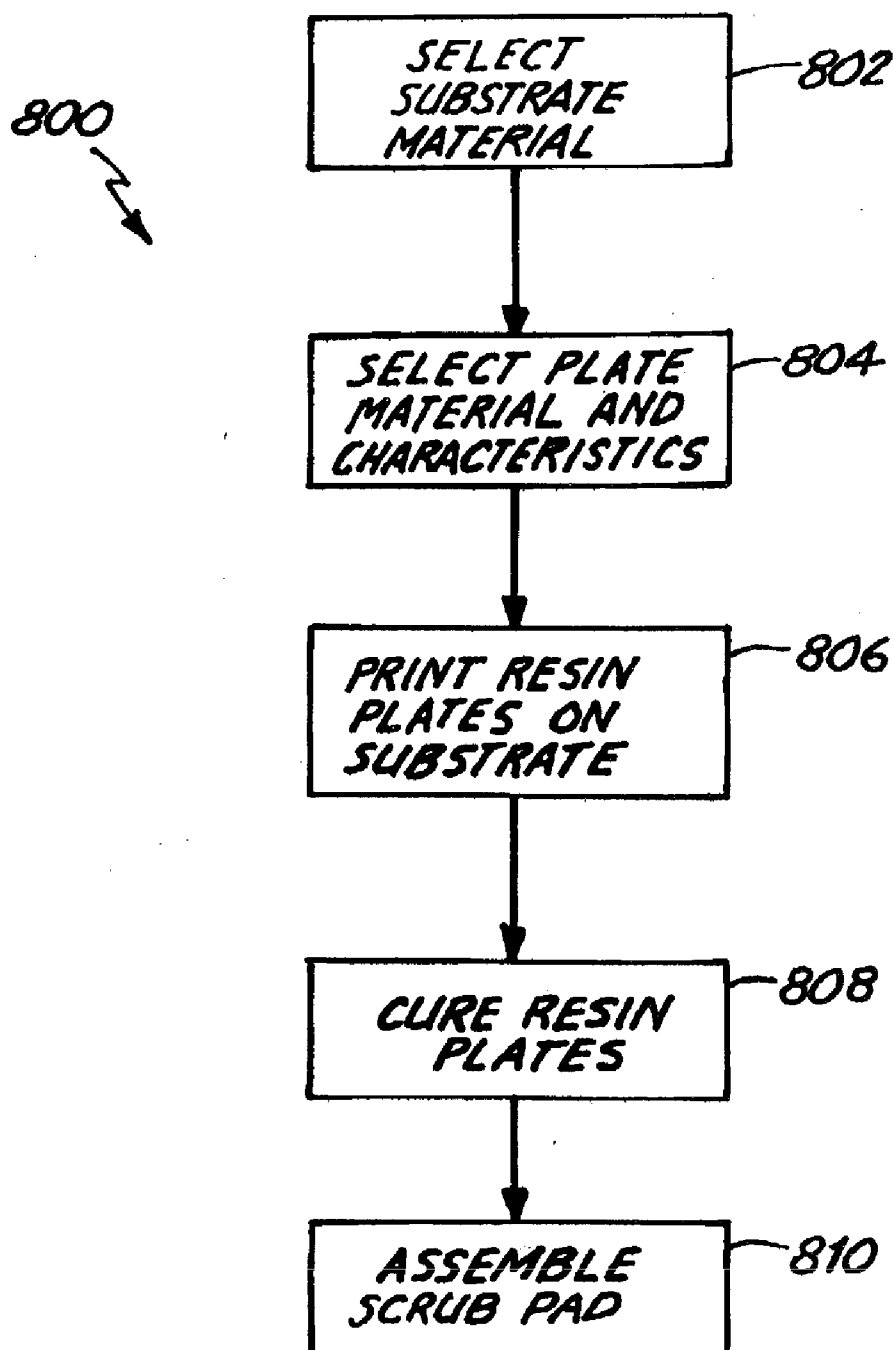 800
SELECT
SUBSTRATE
MATERIAL
802
SELECT PLATE
MATERIAL AND
CHARACTERISTICS
804
PRINT RESIN
PLATES ON
SUBSTRATE
806
CURE RESIN
PLATES
808
ASSEMBLE
SCRUB PAD
810